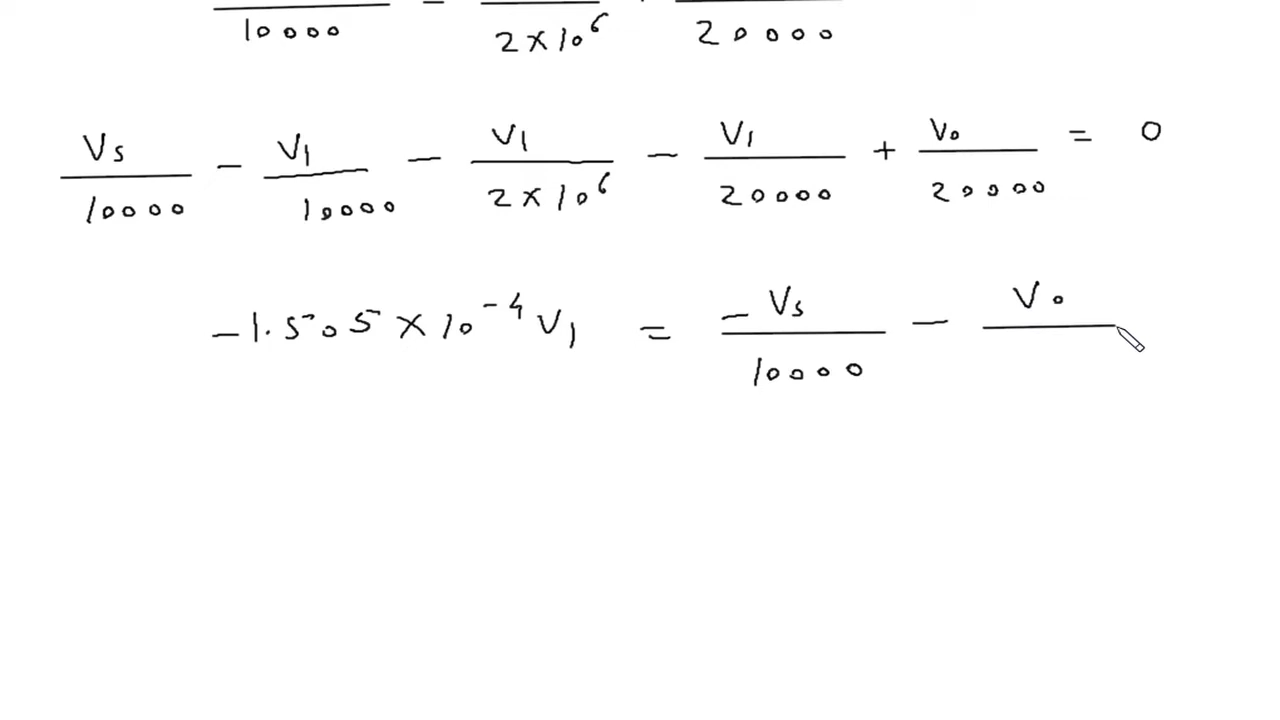 10000 = 2×10⁶ 20000
Vs/10000 - V1/10000 - V1/2×10⁶ - V1/20000 + Vo/20000 = 0
-1.505×10⁻⁴ V1 = -Vs/10000 - Vo